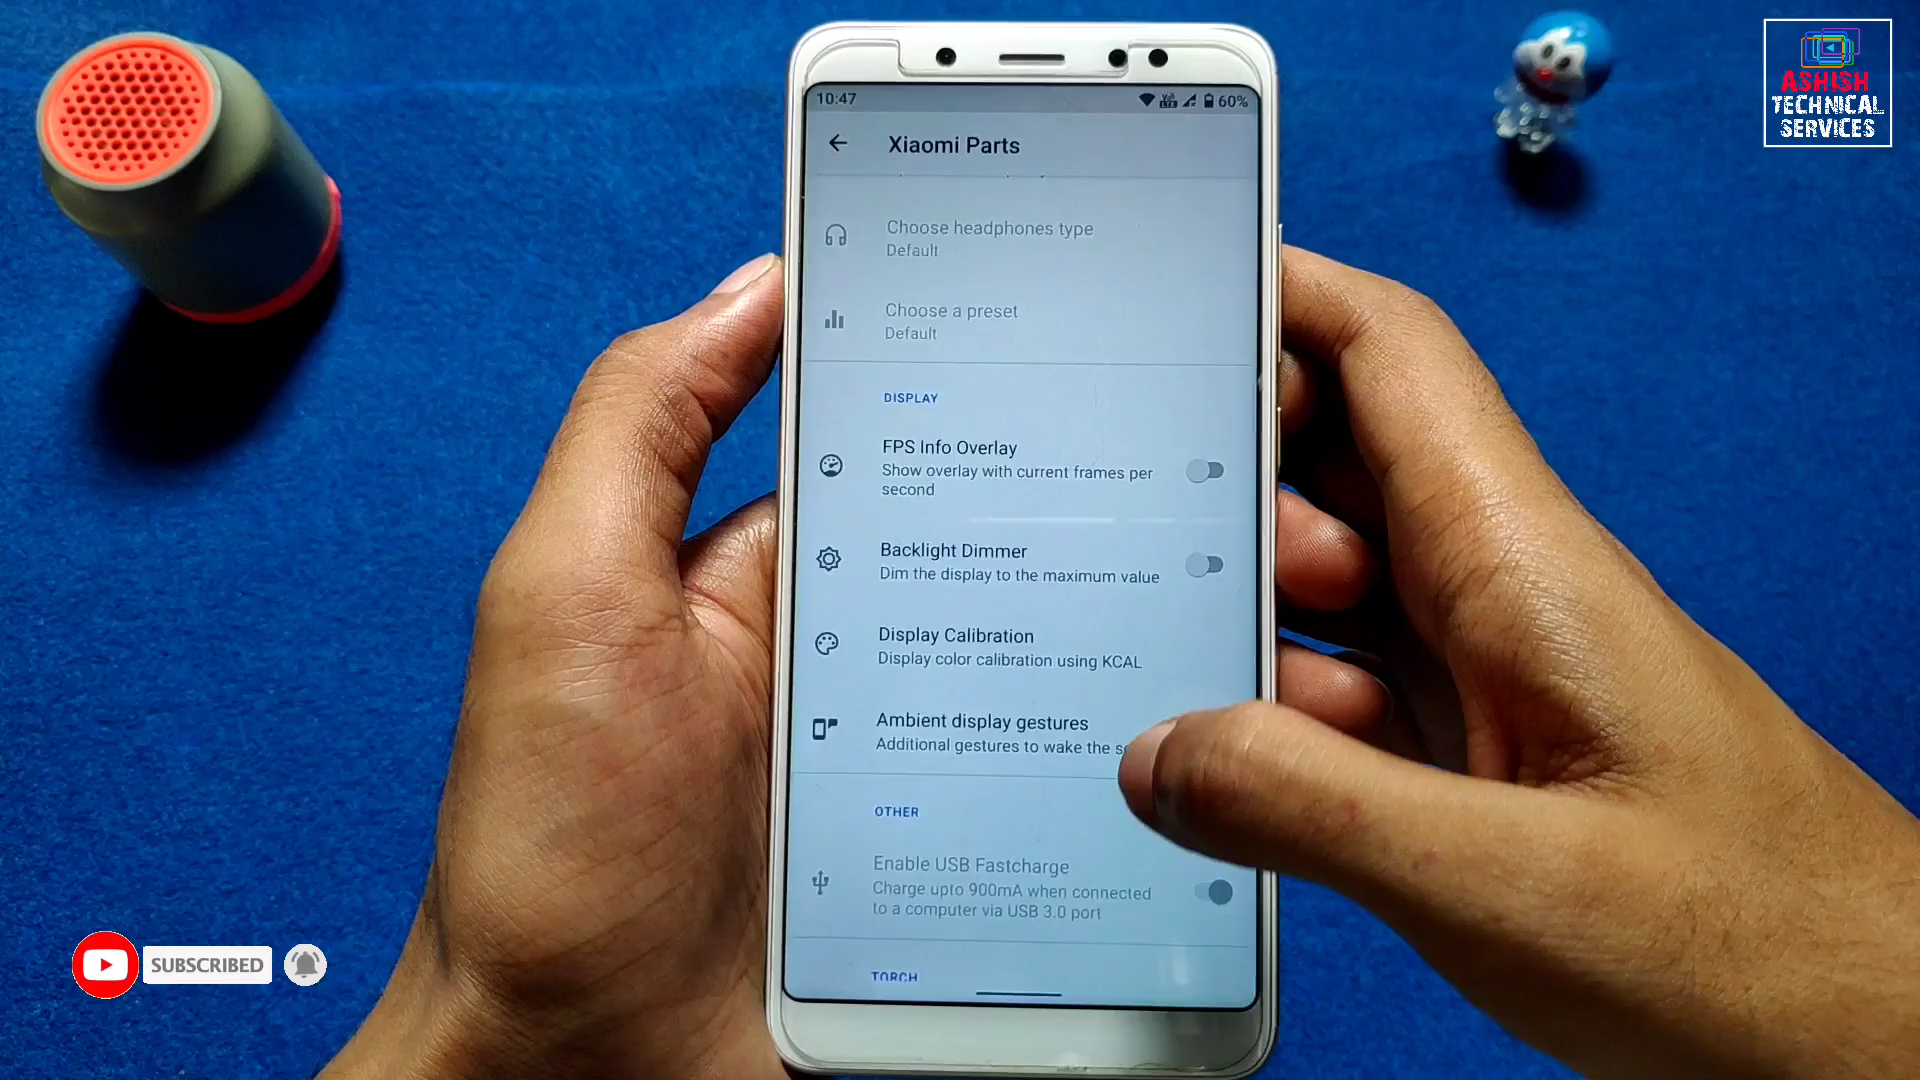 10:47
VoLTE
60%
Xiaomi Parts
Choose headphones type
Default
Choose a preset
Default
DISPLAY
FPS Info Overlay
Show overlay with current frames per
second
Backlight Dimmer
Dim the display to the maximum value
Display Calibration
Display color calibration using KCAL
Ambient display gestures
Additional gestures to wake the
OTHER
Enable USB Fastcharge
Charge upto 900mA when connected
to a computer via USB 3.0 port
TORCH
ASHISH
TECHNICAL
SERVICES
SUBSCRIBED